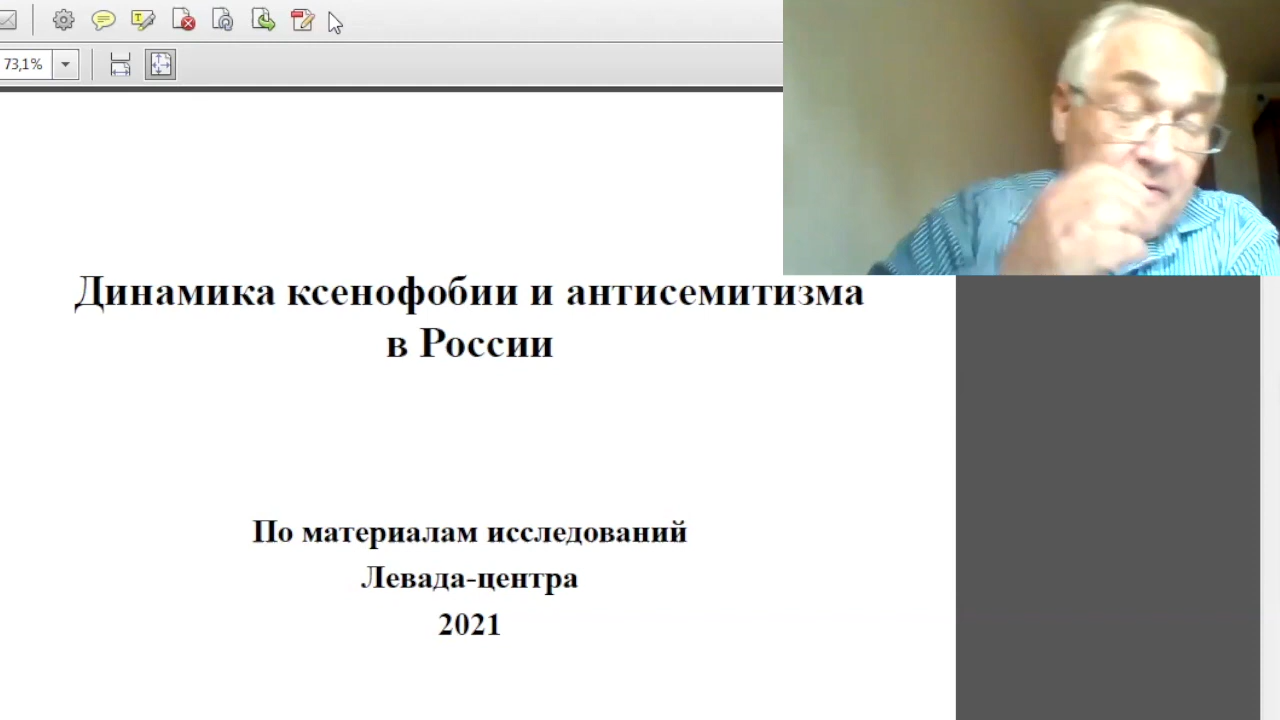 73,1%
Динамика ксенофобии и антисемитизма
в России
По материалам исследований
Левада-центра
2021